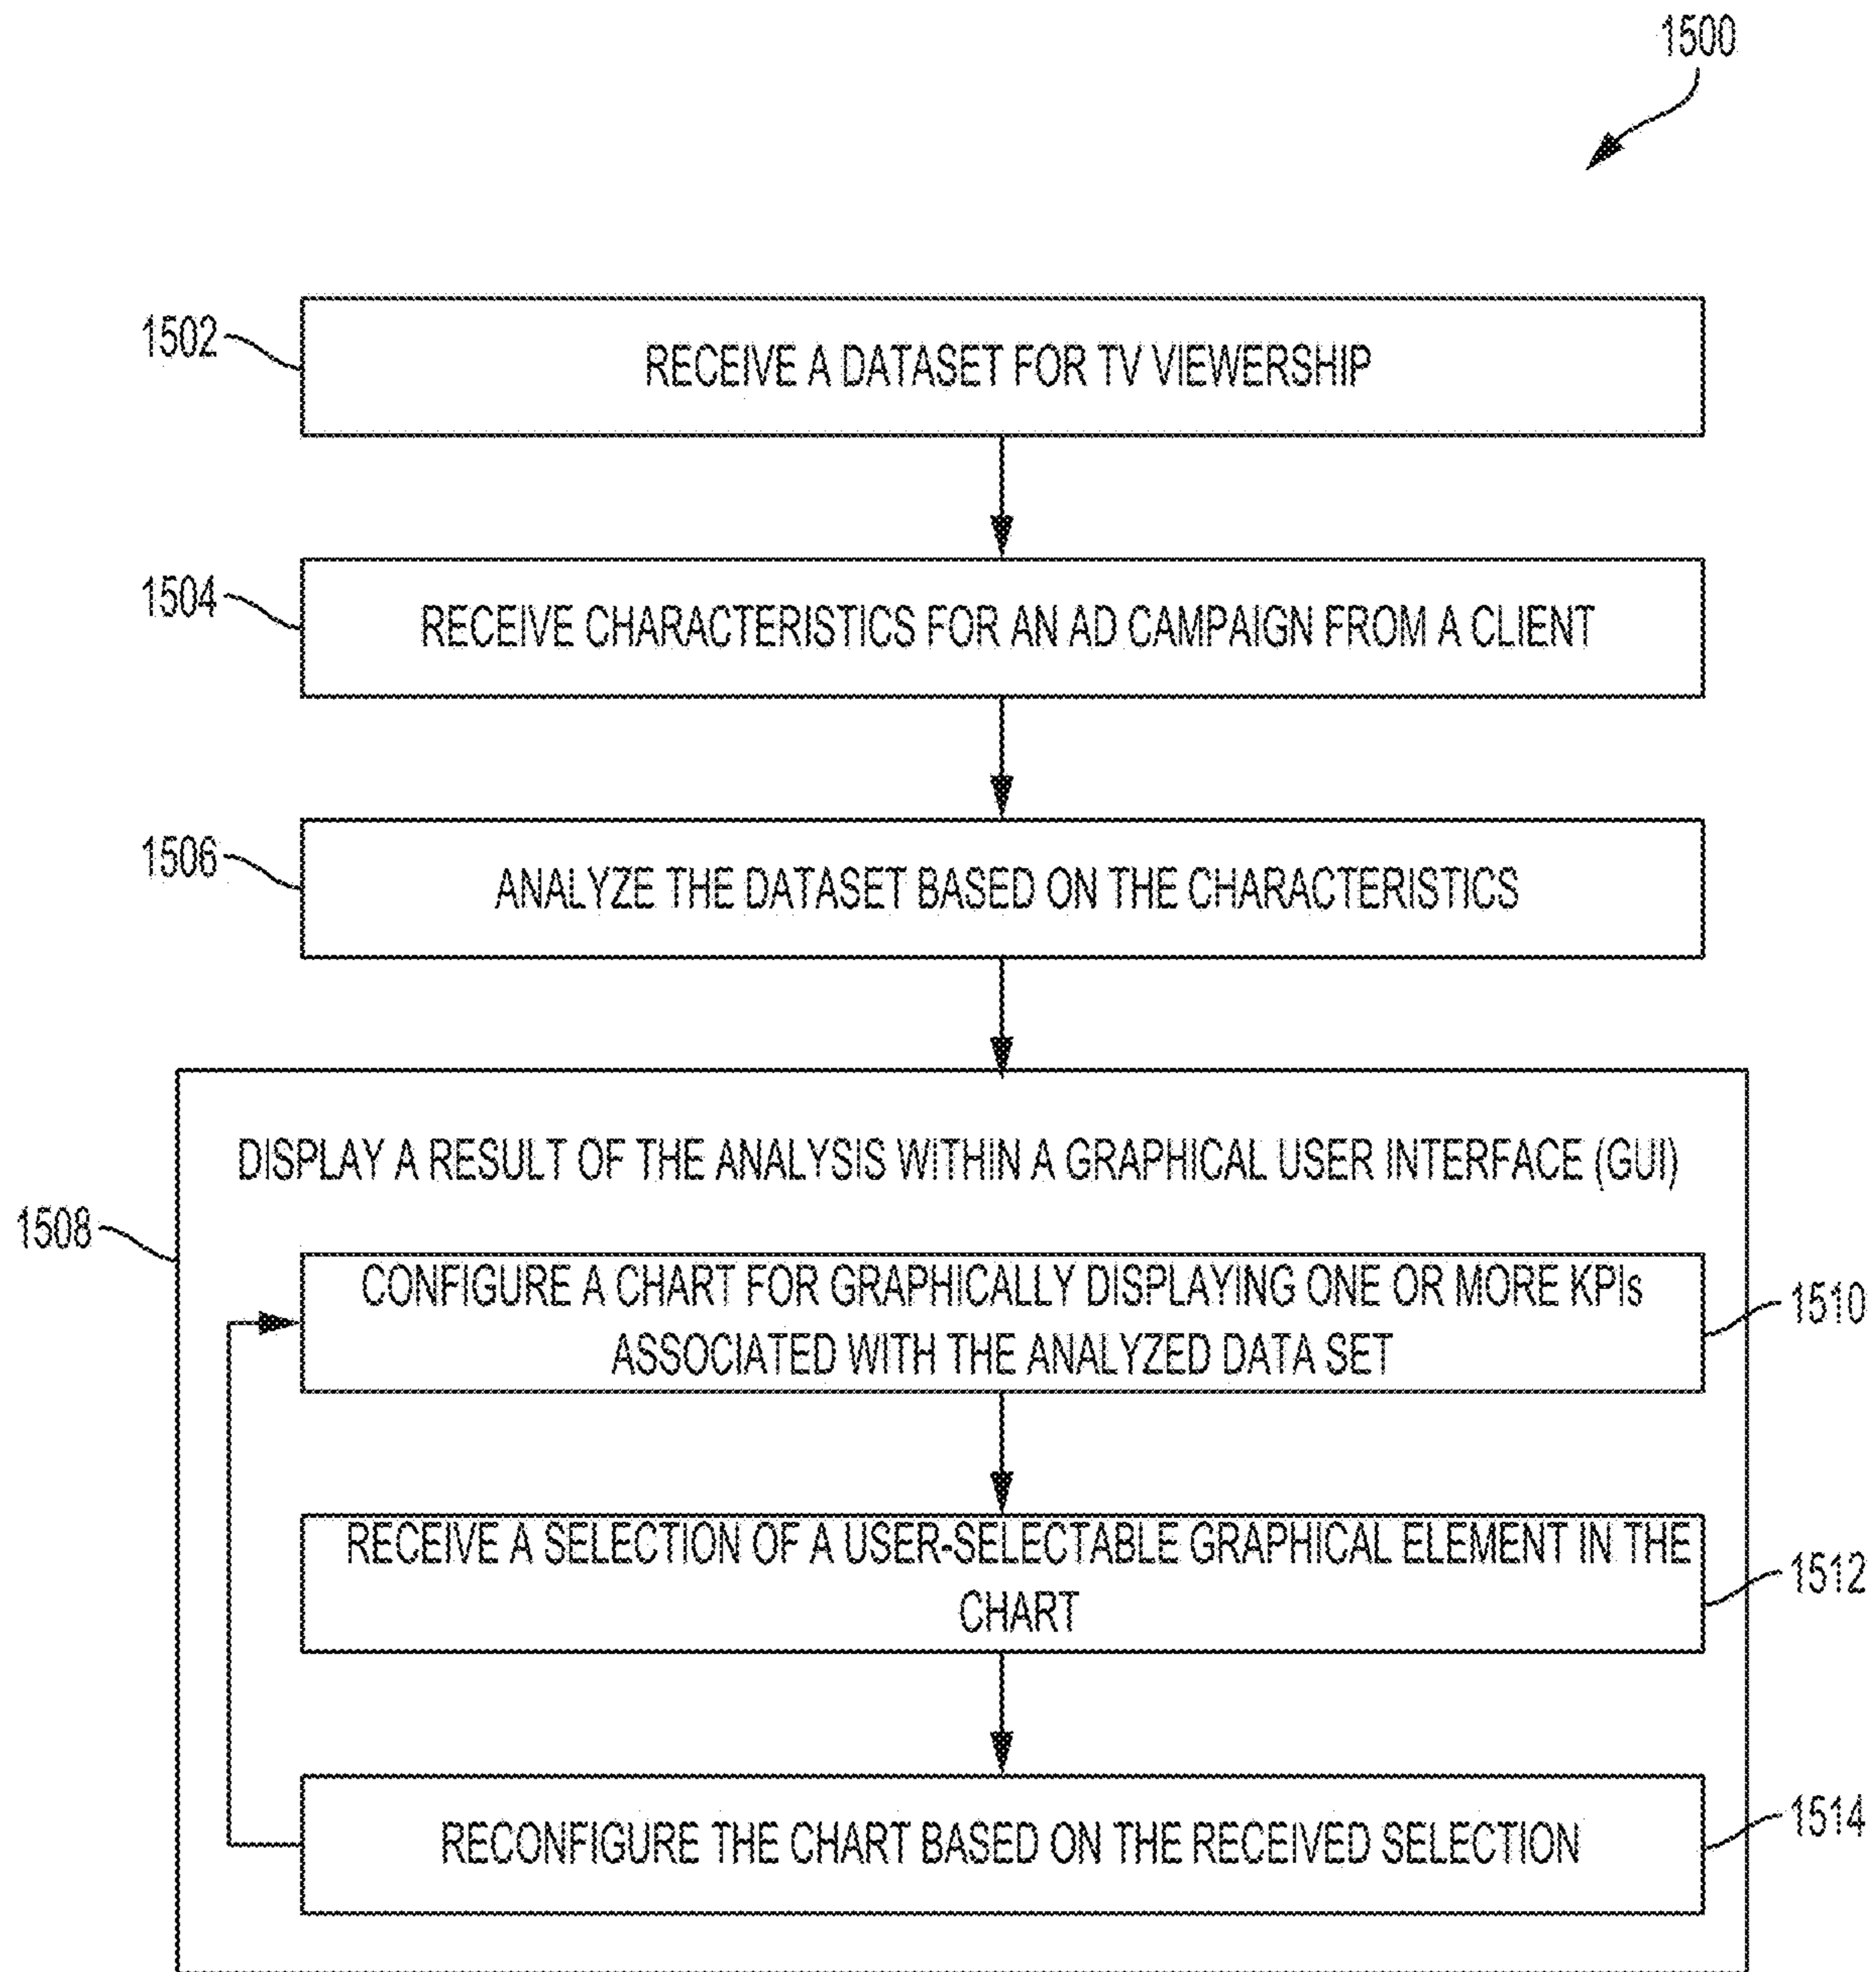 1500
1502
RECEIVE A DATASET FOR TV VIEWERSHIP
1504
RECEIVE CHARACTERISTICS FOR AN AD CAMPAIGN FROM A CLIENT
1506
ANALYZE THE DATASET BASED ON THE CHARACTERISTICS
DISPLAY A RESULT OF THE ANALYSIS WITHIN A GRAPHICAL USER INTERFACE (GUI)
1508
CONFIGURE A CHART FOR GRAPHICALLY DISPLAYING ONE OR MORE KPIs
ASSOCIATED WITH THE ANALYZED DATA SET
1510
RECEIVE A SELECTION OF A USER-SELECTABLE GRAPHICAL ELEMENT IN THE
CHART
1512
RECONFIGURE THE CHART BASED ON THE RECEIVED SELECTION
1514